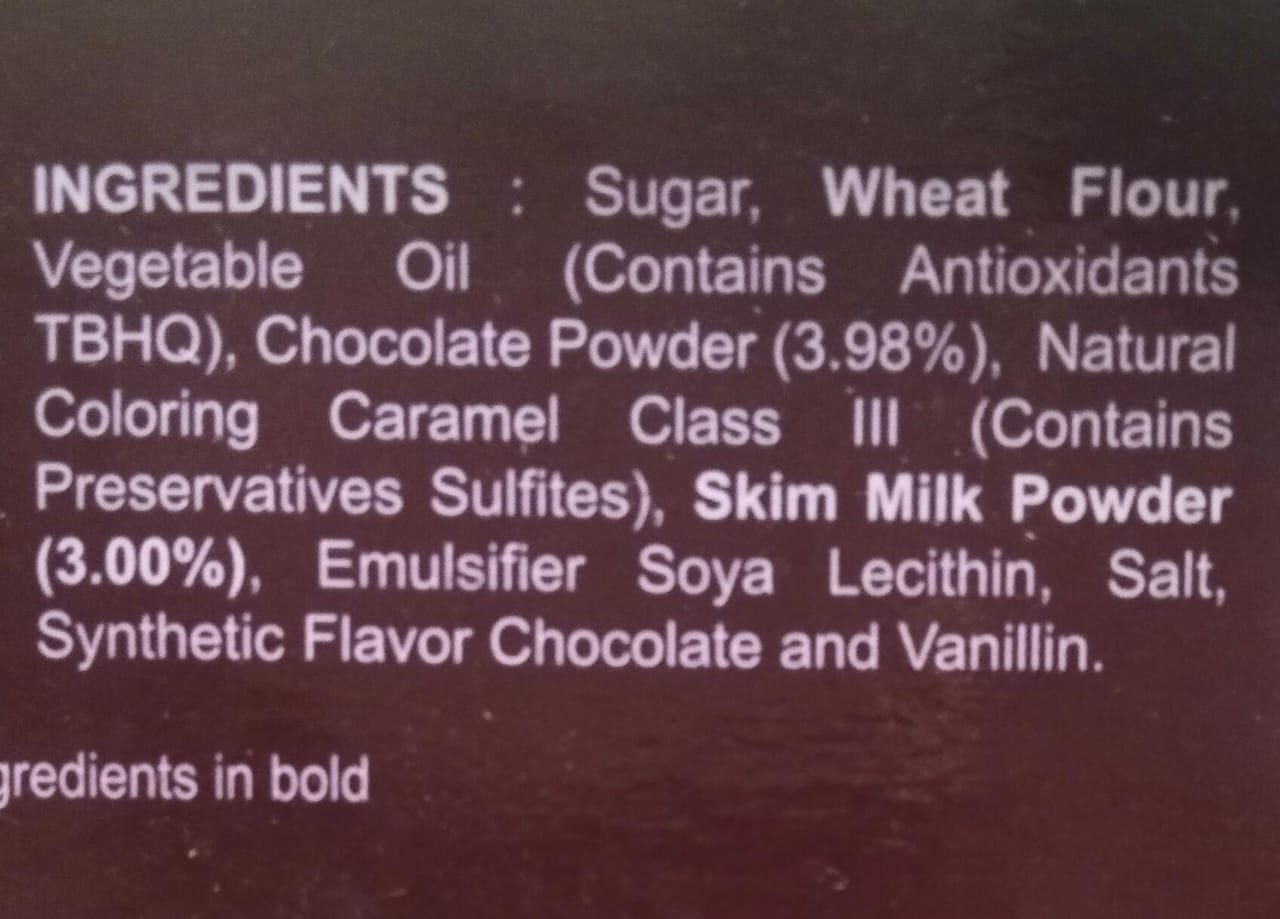 INGREDIENTS : Sugar, Wheat Flour,
Vegetable Oil (Contains Antioxidants
TBHQ), Chocolate Powder (3.98%), Natural
Coloring Caramel Class III (Contains
Preservatives Sulfites), Skim Milk Powder
(3.00%), Emulsifier Soya Lecithin, Salt,
Synthetic Flavor Chocolate and Vanillin.
gredients in bold